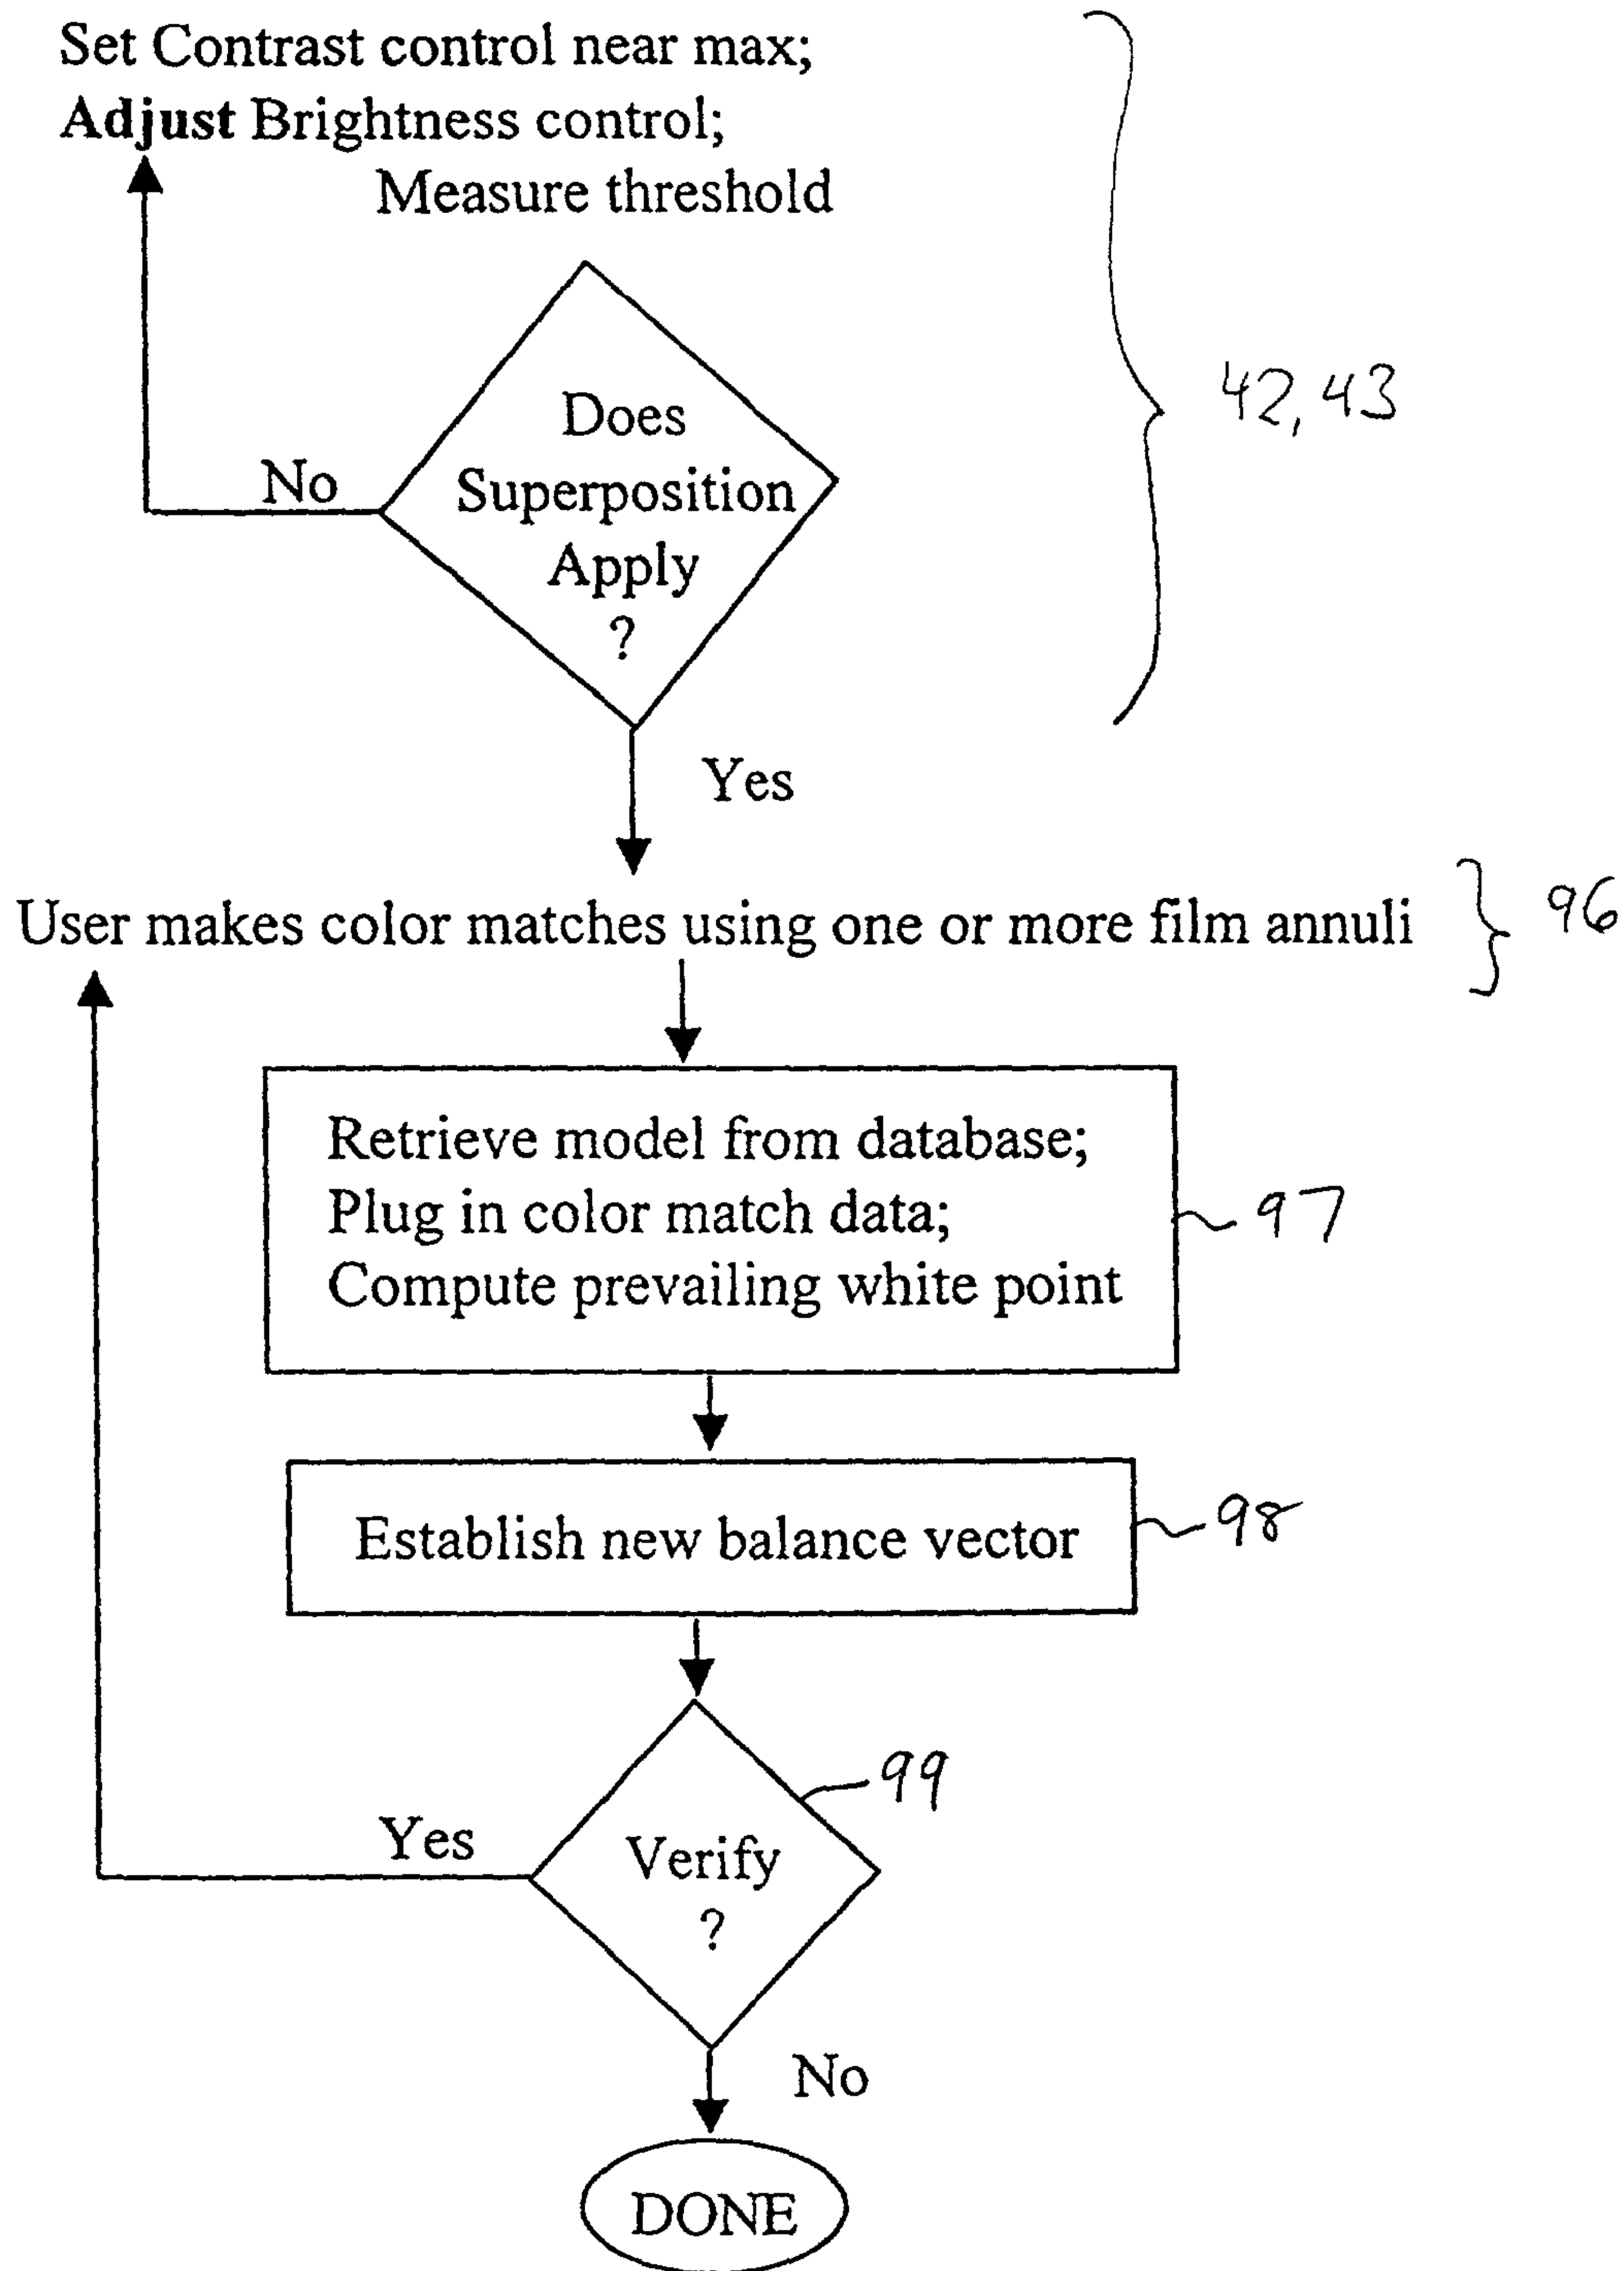 Set Contrast control near max;
Adjust Brightness control;
Measure threshold
Does
Superposition
Apply
?
No
42,43
Yes
User makes color matches using one or more film annuli
96
Retrieve model from database;
Plug in color match data;
Compute prevailing white point
97
Establish new balance vector
98
Verify
?
99
Yes
No
DONE